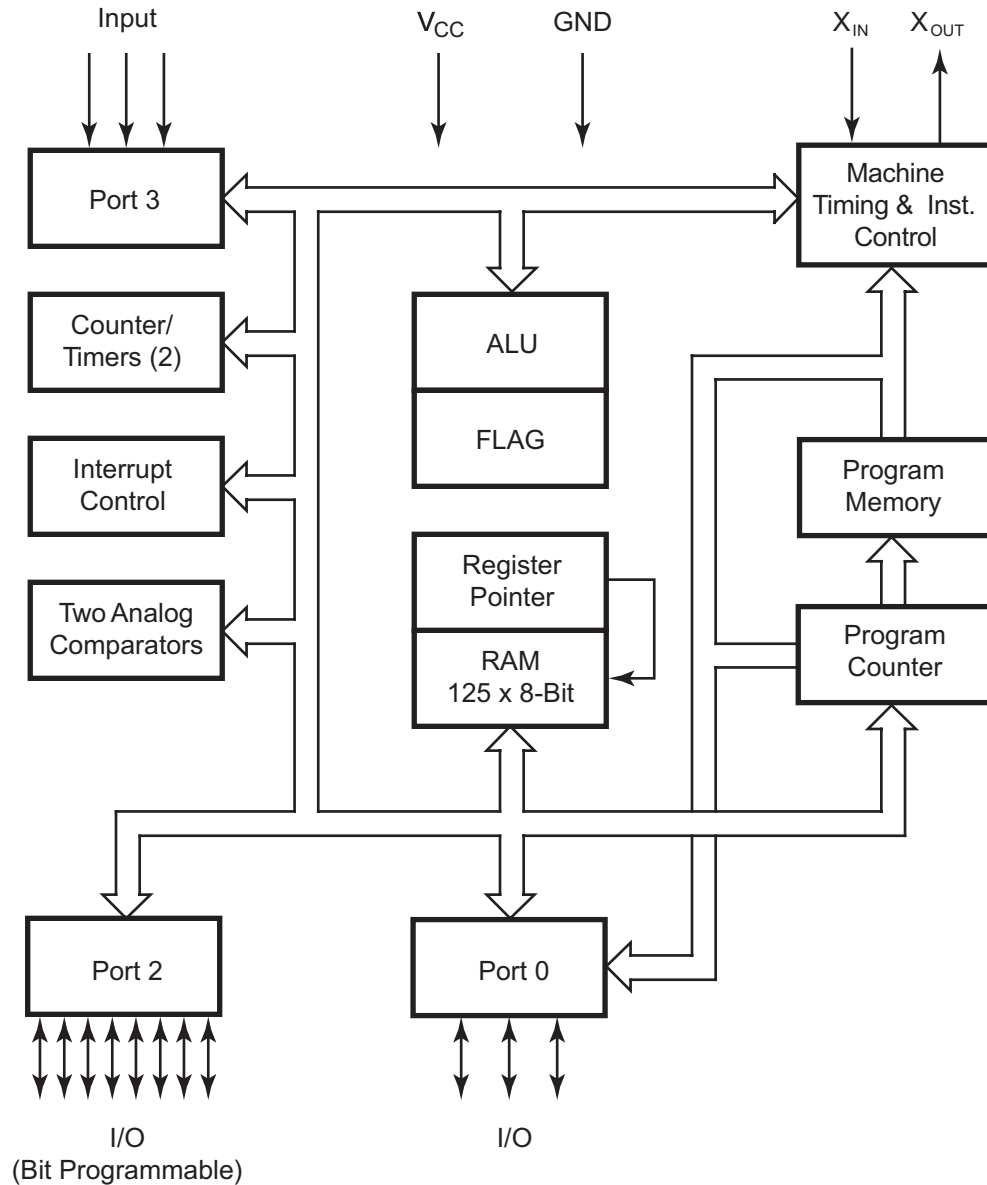 Input
VCC
GND
XIN
XOUT
Port 3
Machine
Timing & Inst.
Control
Counter/
Timers (2)
ALU
FLAG
Interrupt
Control
Program
Memory
Register
Pointer
Two Analog
Comparators
RAM
125 x 8-Bit
Program
Counter
Port 2
Port 0
I/O
(Bit Programmable)
I/O